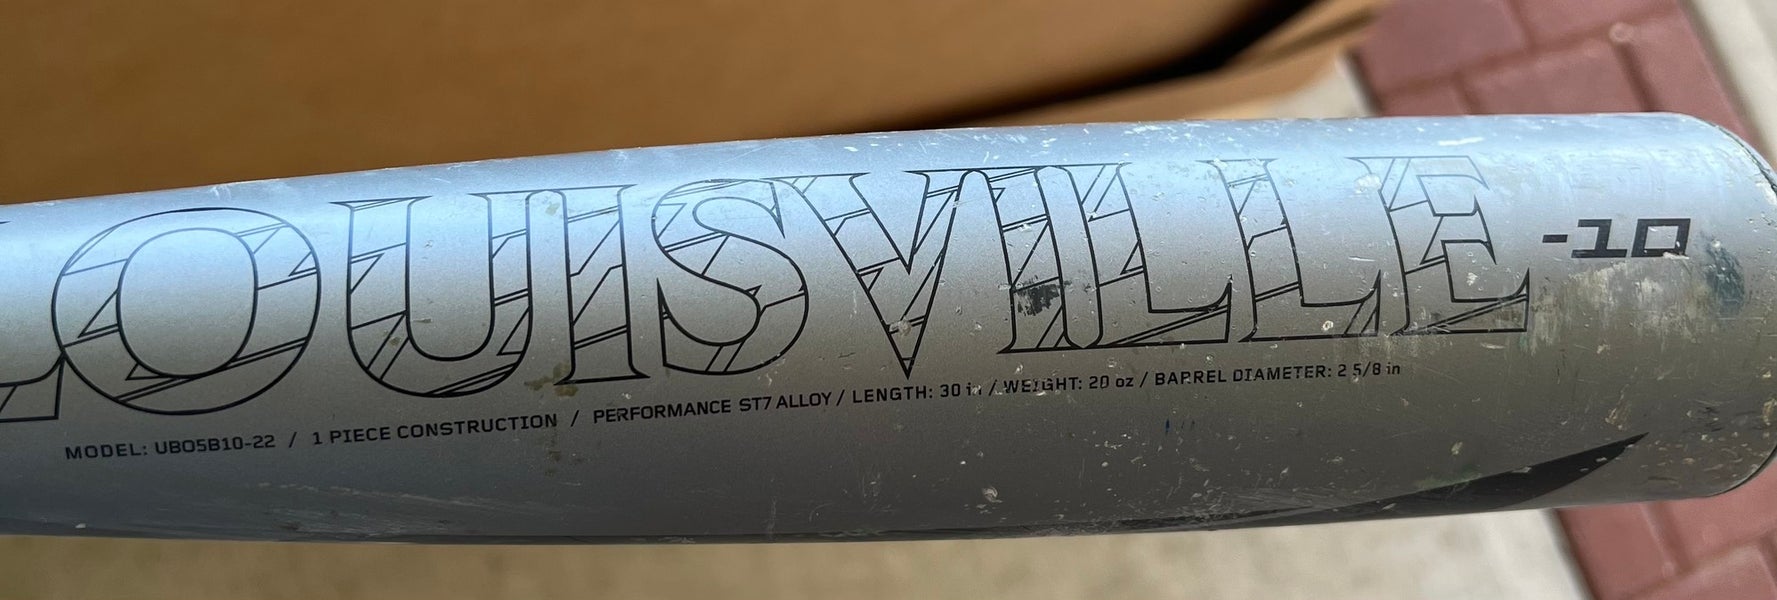 LOUISVILLE
-10
MODEL: UBO5B10-22 / 1 PIECE CONSTRUCTION / PERFORMANCE ST7 ALLOY / LENGTH: 30 in / WEIGHT: 20 oz / BARREL DIAMETER: 2 5/8 in